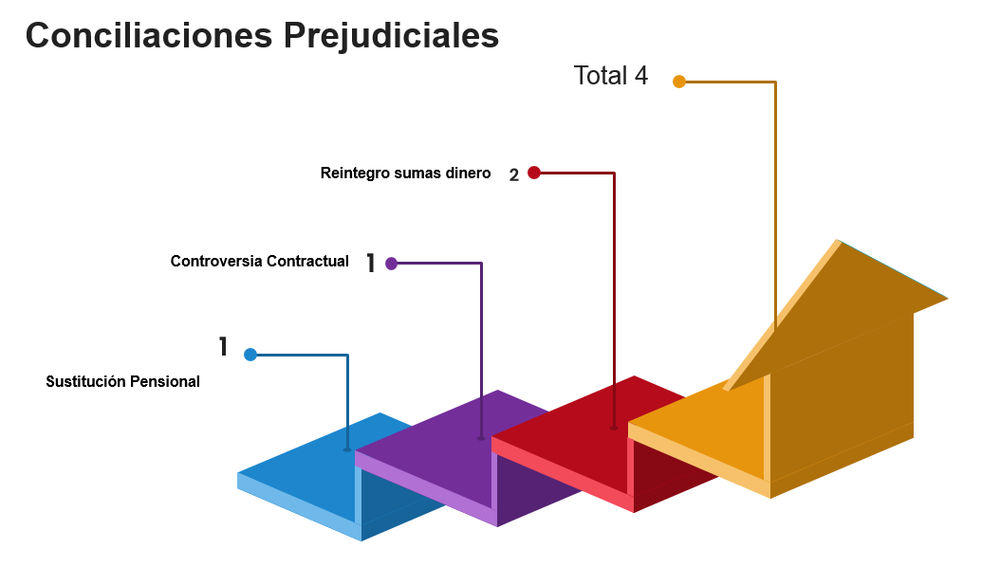 Conciliaciones Prejudiciales
Total 4
Reintegro sumas dinero 2
Controversia Contractual 1
1
Sustitución Pensional